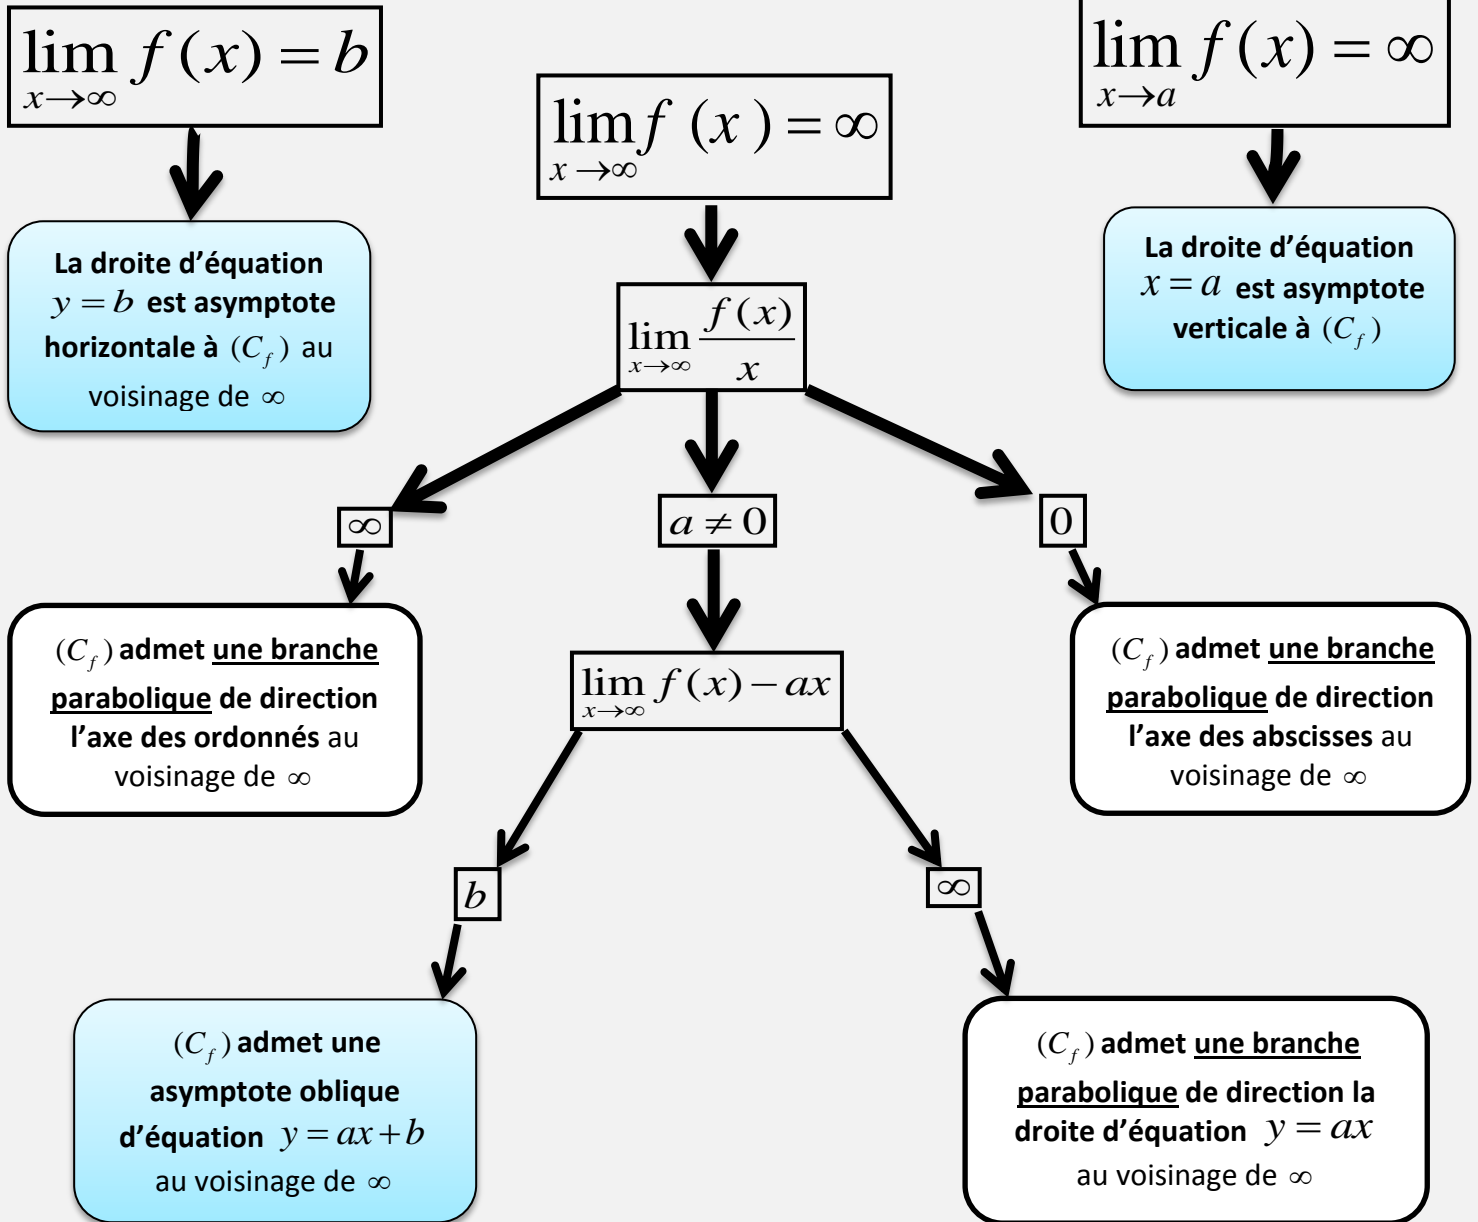 lim f(x) = b
x→∞
La droite d'équation
y = b est asymptote
horizontale à (C_f) au
voisinage de ∞
lim f(x) = ∞
x→∞
lim f(x) = ∞
x→a
La droite d'équation
x = a est asymptote
verticale à (C_f)
lim f(x)/x
x→∞
∞
a ≠ 0
0
(C_f) admet une branche
parabolique de direction
l'axe des ordonnés au
voisinage de ∞
lim f(x) − ax
x→∞
(C_f) admet une branche
parabolique de direction
l'axe des abscisses au
voisinage de ∞
b
∞
(C_f) admet une
asymptote oblique
d'équation y = ax + b
au voisinage de ∞
(C_f) admet une branche
parabolique de direction la
droite d'équation y = ax
au voisinage de ∞